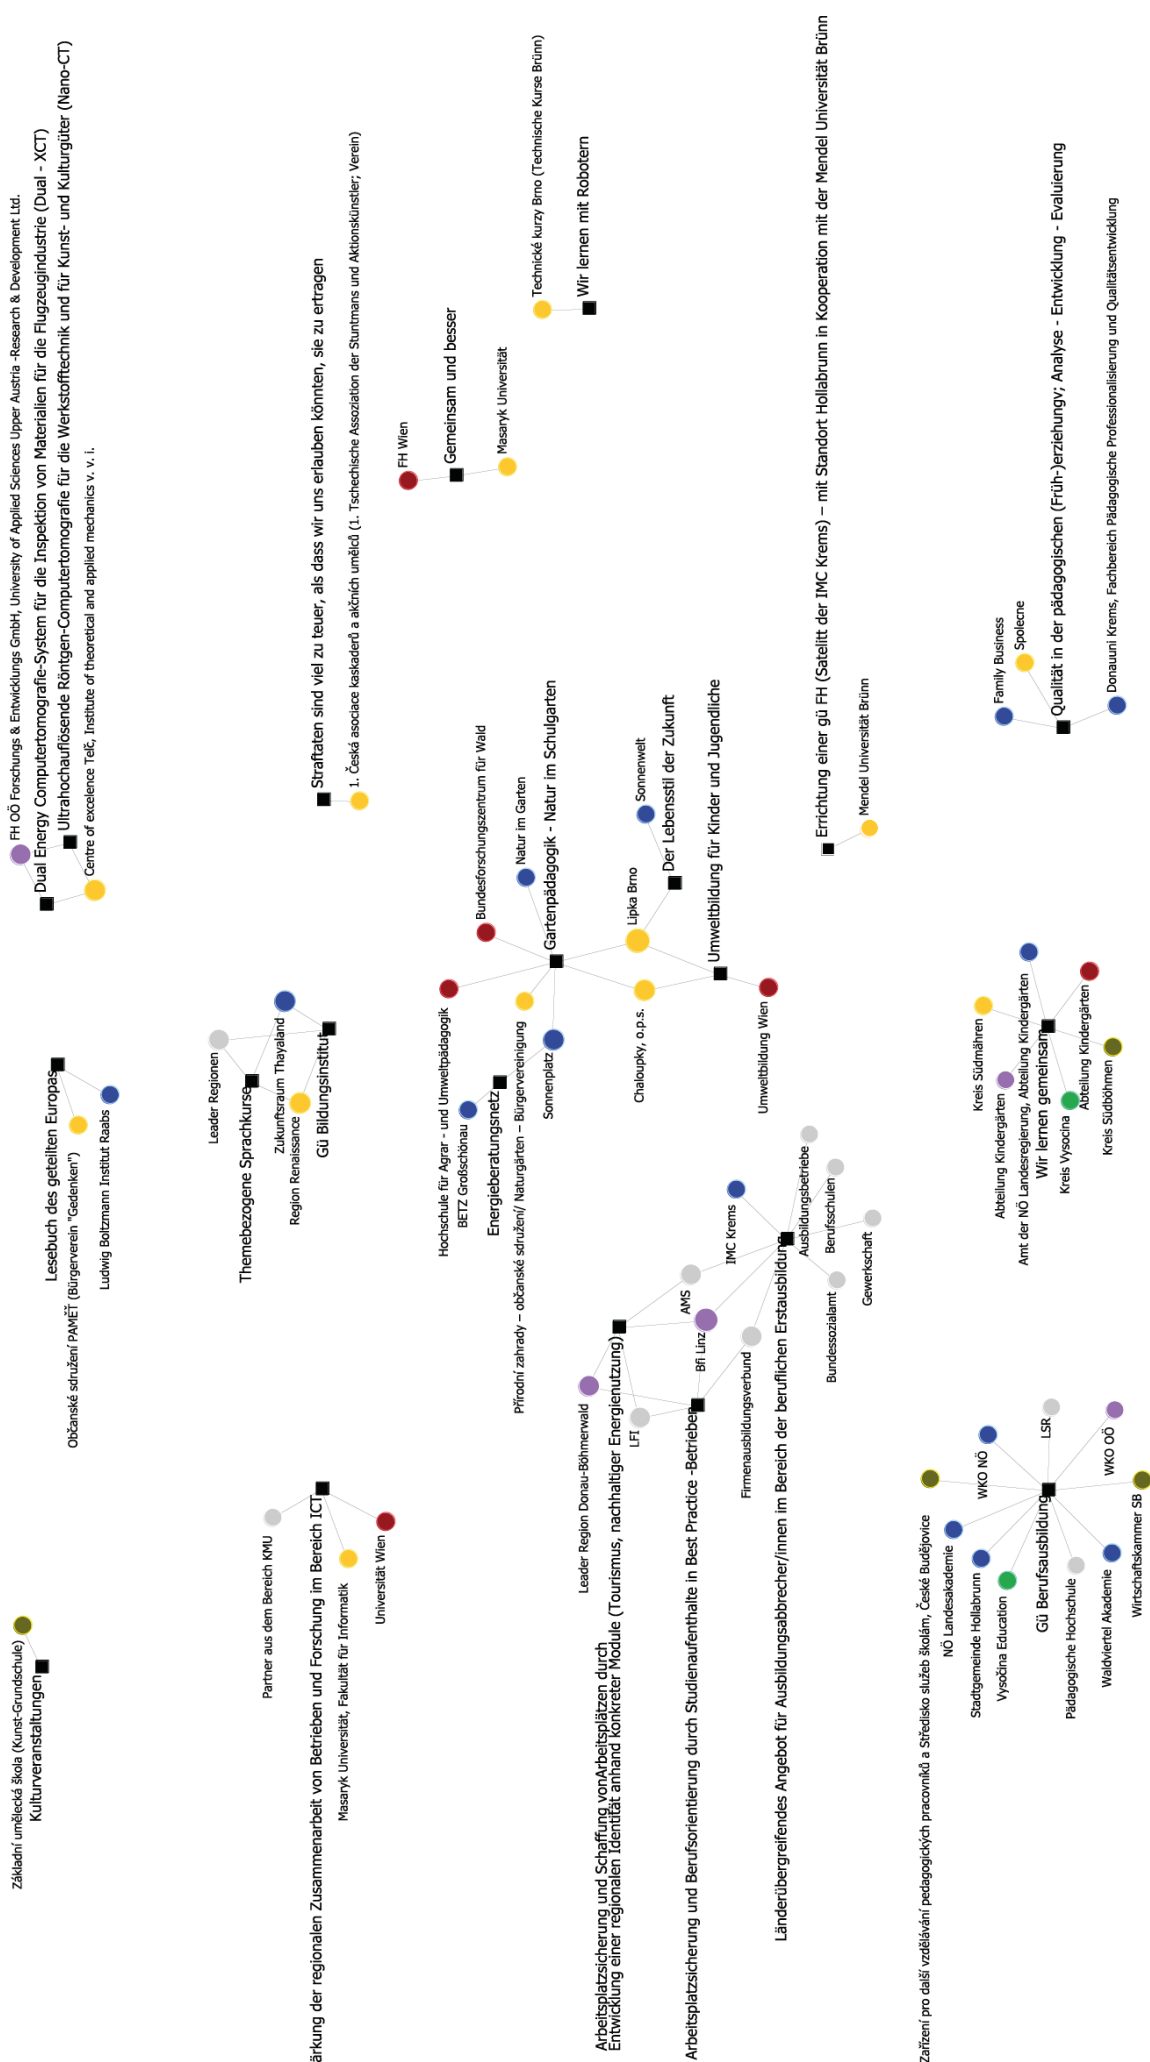 FH OÖ Forschungs & Entwicklungs GmbH, University of Applied Sciences Upper Austria -Research & Development Ltd.
Dual Energy Computertomografie-System für die Inspektion von Materialien für die Flugzeugindustrie (Dual - XCT)
Ultrahochauflösende Röntgen-Computertomografie für die Werkstofftechnik und für Kunst- und Kulturgüter (Nano-CT)
Centre of excelence Telč, Institute of theoretical and applied mechanics v. v. i.
Lesebuch des geteilten Europas
Občanské sdružení PAMĚŤ (Bürgerverein "Gedenken")
Ludwig Boltzmann Institut Raabs
Základní umělecká škola (Kunst-Grundschule)
Kulturveranstaltungen
Straftaten sind viel zu teuer, als dass wir uns erlauben könnten, sie zu ertragen
1. Česká asociace kaskaderů a akčních umělců (1. Tschechische Assoziation der Stuntmans und Aktionskünstler; Verein)
Leader Regionen
Themebezogene Sprachkurse
Zukunftsraum Thayaland
Region Renaissance
Gü Bildungsinstitut
Partner aus dem Bereich KMU
ärkung der regionalen Zusammenarbeit von Betrieben und Forschung im Bereich ICT
Masaryk Universität, Fakultät für Informatik
Universität Wien
FH Wien
Gemeinsam und besser
Masaryk Universität
Technické kurzy Brno (Technische Kurse Brünn)
Wir lernen mit Robotern
Hochschule für Agrar - und Umweltpädagogik
BETZ Großschönau
Bundesforschungszentrum für Wald
Energieberatungsnetz
Přírodní zahrady – občanské sdružení/ Naturgärten – Bürgervereinigung
Natur im Garten
Sonnenplatz
Gartenpädagogik - Natur im Schulgarten
Lipka Brno
Chaloupky, o.p.s.
Sonnenwelt
Der Lebensstil der Zukunft
Umweltbildung für Kinder und Jugendliche
Umweltbildung Wien
Leader Region Donau-Böhmerwald
Arbeitsplatzsicherung und Schaffung vonArbeitsplätzen durch
Entwicklung einer regionalen Identität anhand konkreter Module (Tourismus, nachhaltiger Energienutzung)
LFI
AMS
Bfi Linz
Arbeitsplatzsicherung und Berufsorientierung durch Studienaufenthalte in Best Practice -Betrieben
IMC Krems
Firmenausbildungsverbund
Länderübergreifendes Angebot für Ausbildungsabbrecher/innen im Bereich der beruflichen Erstausbildung
Ausbildungsbetriebe
Berufsschulen
Bundessozialamt
Gewerkschaft
Errichtung einer gü FH (Satelitt der IMC Krems) – mit Standort Hollabrunn in Kooperation mit der Mendel Universität Brünn
Mendel Universität Brünn
Family Business
Spolecne
Qualität in der pädagogischen (Früh-)erziehungv; Analyse - Entwicklung - Evaluierung
Donauuni Krems, Fachbereich Pädagogische Professionalisierung und Qualitätsentwicklung
Kreis Südmähren
Abteilung Kindergärten
Amt der NÖ Landesregierung, Abteilung Kindergärten
Wir lernen gemeinsam
Kreis Vysocina
Abteilung Kindergärten
Kreis Südböhmen
Zařízení pro další vzdělávání pedagogických pracovníků a Středisko služeb školám, České Budějovice
NÖ Landesakademie
WKO NÖ
Stadtgemeinde Hollabrunn
Vysočina Education
LSR
Gü Berufsausbildung
Pädagogische Hochschule
WKO OÖ
Waldviertel Akademie
Wirtschaftskammer SB